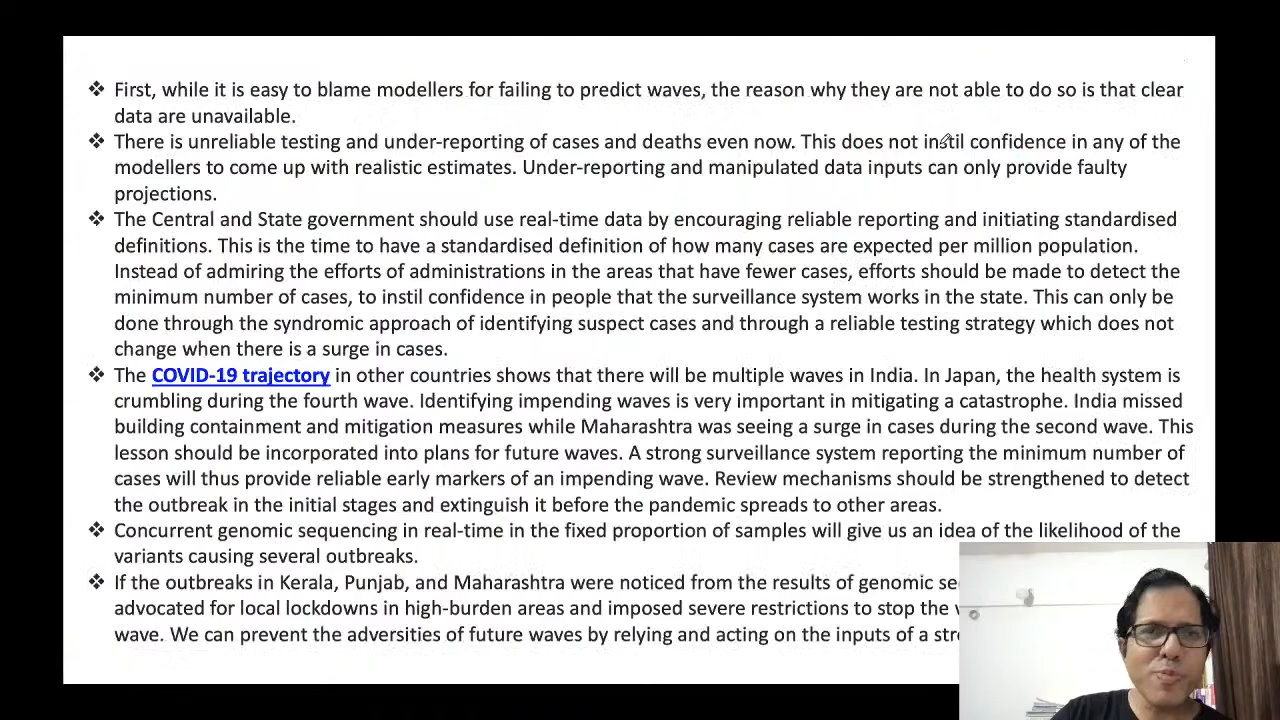 ❖ First, while it is easy to blame modellers for failing to predict waves, the reason why they are not able to do so is that clear
data are unavailable.
❖ There is unreliable testing and under-reporting of cases and deaths even now. This does not instil confidence in any of the
modellers to come up with realistic estimates. Under-reporting and manipulated data inputs can only provide faulty
projections.
❖ The Central and State government should use real-time data by encouraging reliable reporting and initiating standardised
definitions. This is the time to have a standardised definition of how many cases are expected per million population.
Instead of admiring the efforts of administrations in the areas that have fewer cases, efforts should be made to detect the
minimum number of cases, to instil confidence in people that the surveillance system works in the state. This can only be
done through the syndromic approach of identifying suspect cases and through a reliable testing strategy which does not
change when there is a surge in cases.
❖ The COVID-19 trajectory in other countries shows that there will be multiple waves in India. In Japan, the health system is
crumbling during the fourth wave. Identifying impending waves is very important in mitigating a catastrophe. India missed
building containment and mitigation measures while Maharashtra was seeing a surge in cases during the second wave. This
lesson should be incorporated into plans for future waves. A strong surveillance system reporting the minimum number of
cases will thus provide reliable early markers of an impending wave. Review mechanisms should be strengthened to detect
the outbreak in the initial stages and extinguish it before the pandemic spreads to other areas.
❖ Concurrent genomic sequencing in real-time in the fixed proportion of samples will give us an idea of the likelihood of the
variants causing several outbreaks.
❖ If the outbreaks in Kerala, Punjab, and Maharashtra were noticed from the results of genomic
advocated for local lockdowns in high-burden areas and imposed severe restrictions to stop the
wave. We can prevent the adversities of future waves by relying and acting on the inputs of a